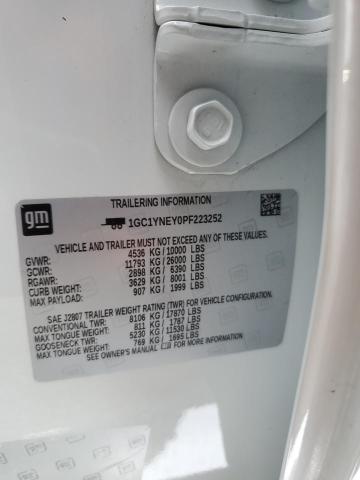 TRAILERING INFORMATION
gm
1GC1YNEY0PF223252
VEHICLE AND TRAILER MUST NOT EXCEED ANY OF THESE WEIGHTS
GVWR: 4536 KG/10000 LBS
GCWR: 11793 KG/26000 LBS
RGAWR: 2898 KG/ 6390 LBS
CURB WEIGHT: 3629 KG/ 8001 LBS
MAX PAYLOAD: 907 KG/ 1999 LBS
SAE J2807 TRAILER WEIGHT RATING (TWR) FOR VEHICLE CONFIGURATION.
CONVENTIONAL TWR: 8106 KG/17870 LBS
MAX TONGUE WEIGHT: 811 KG/ 1787 LBS
GOOSENECK TWR: 5230 KG/11530 LBS
MAX TONGUE WEIGHT: 769 KG/ 1695 LBS
SEE OWNER'S MANUAL